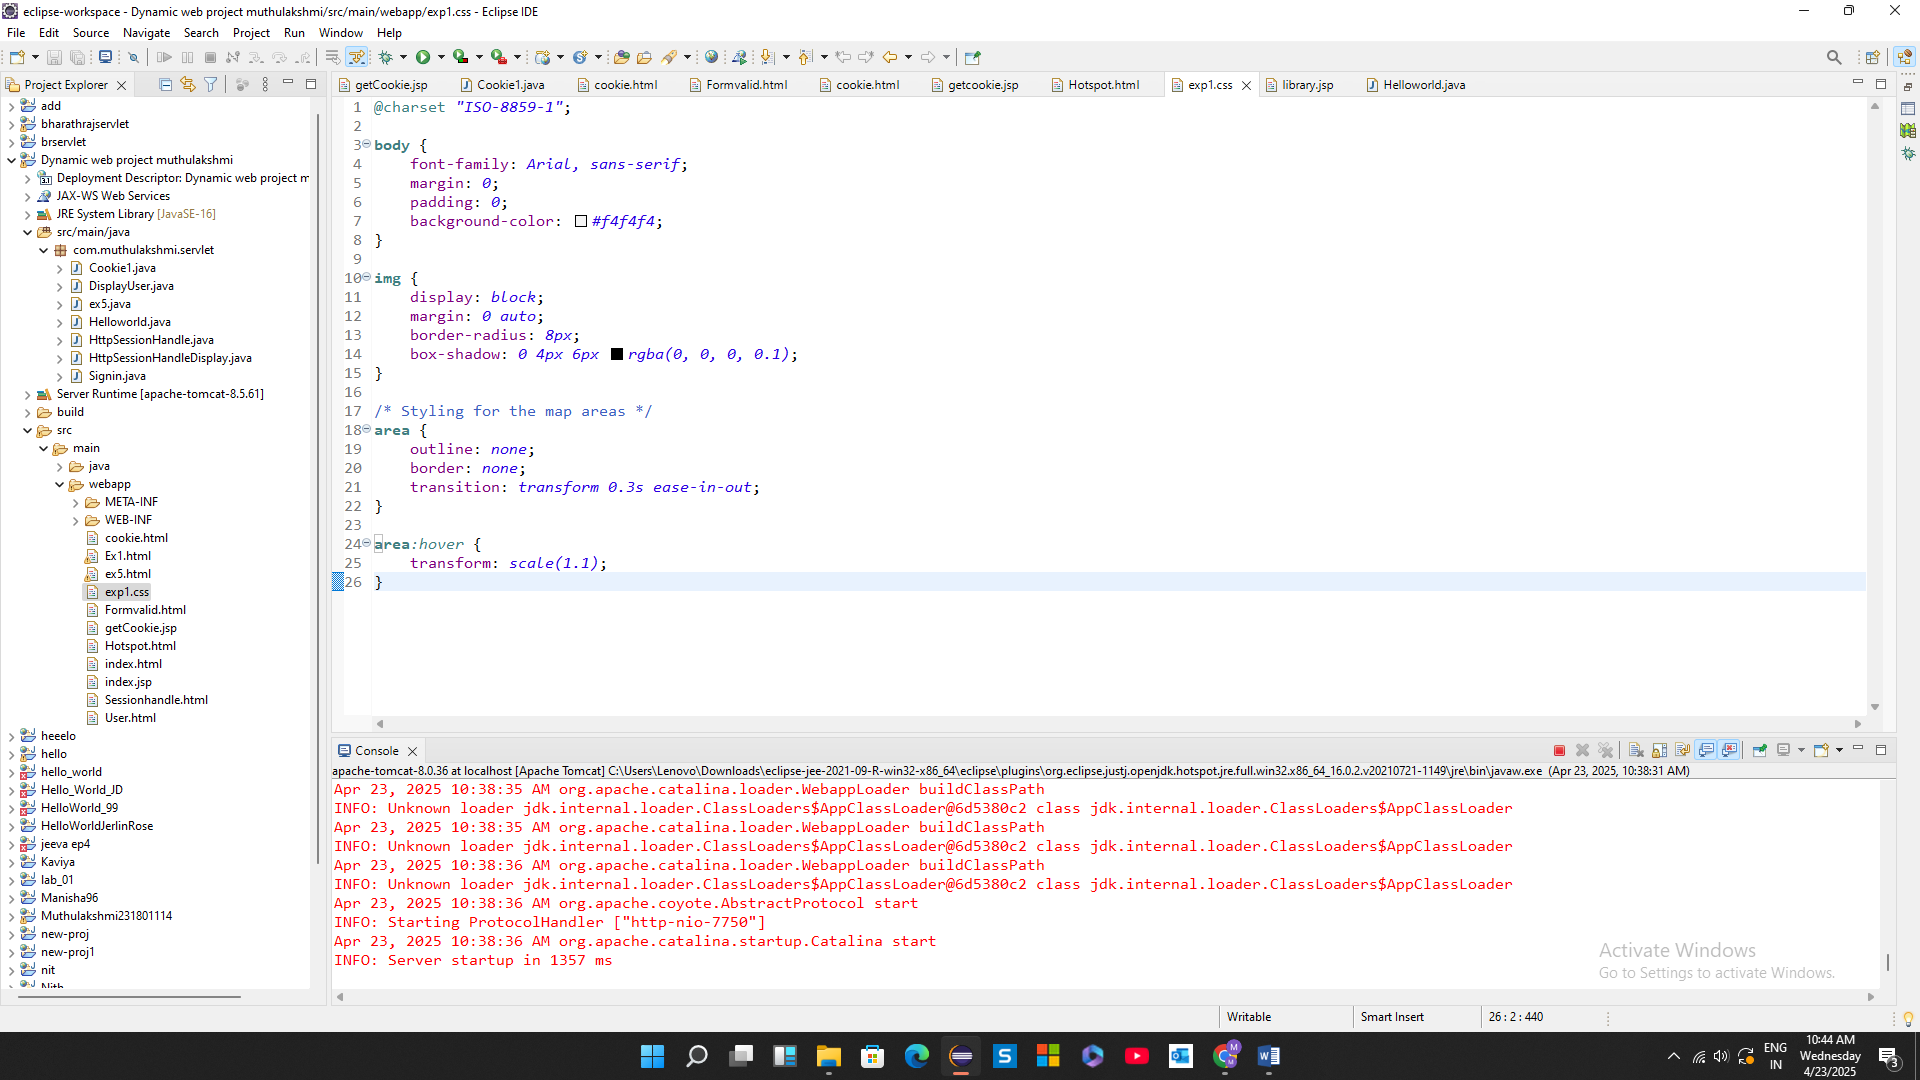 eclipse-workspace - Dynamic web project muthulakshmi/src/main/webapp/exp1.css - Eclipse IDE
File Edit Source Navigate Search Project Run Window Help
Project Explorer
getCookie.jsp Cookie1.java cookie.html Formvalid.html cookie.html getcookie.jsp Hotspot.html exp1.css library.jsp Helloworld.java
add
bharathrajservlet
brservlet
Dynamic web project muthulakshmi
Deployment Descriptor: Dynamic web project m
JAX-WS Web Services
JRE System Library [JavaSE-16]
src/main/java
com.muthulakshmi.servlet
Cookie1.java
DisplayUser.java
ex5.java
Helloworld.java
HttpSessionHandle.java
HttpSessionHandleDisplay.java
Signin.java
Server Runtime [apache-tomcat-8.5.61]
build
src
main
java
webapp
META-INF
WEB-INF
cookie.html
Ex1.html
ex5.html
exp1.css
Formvalid.html
getCookie.jsp
Hotspot.html
index.html
index.jsp
Sessionhandle.html
User.html
heeelo
hello
hello_world
Hello_World_JD
HelloWorld_99
HelloWorldJerlinRose
jeeva ep4
Kaviya
lab_01
Manisha96
Muthulakshmi231801114
new-proj
new-proj1
nit
Nith
1 @charset "ISO-8859-1";
2
3 body {
4 font-family: Arial, sans-serif;
5 margin: 0;
6 padding: 0;
7 background-color: #f4f4f4;
8 }
9
10 img {
11 display: block;
12 margin: 0 auto;
13 border-radius: 8px;
14 box-shadow: 0 4px 6px rgba(0, 0, 0, 0.1);
15 }
16
17 /* Styling for the map areas */
18 area {
19 outline: none;
20 border: none;
21 transition: transform 0.3s ease-in-out;
22 }
23
24 area:hover {
25 transform: scale(1.1);
26 }
Console
apache-tomcat-8.0.36 at localhost [Apache Tomcat] C:\Users\Lenovo\Downloads\eclipse-jee-2021-09-R-win32-x86_64\eclipse\plugins\org.eclipse.justj.openjdk.hotspot.jre.full.win32.x86_64_16.0.2.v20210721-1149\jre\bin\javaw.exe (Apr 23, 2025, 10:38:31 AM)
Apr 23, 2025 10:38:35 AM org.apache.catalina.loader.WebappLoader buildClassPath
INFO: Unknown loader jdk.internal.loader.ClassLoaders$AppClassLoader@6d5380c2 class jdk.internal.loader.ClassLoaders$AppClassLoader
Apr 23, 2025 10:38:35 AM org.apache.catalina.loader.WebappLoader buildClassPath
INFO: Unknown loader jdk.internal.loader.ClassLoaders$AppClassLoader@6d5380c2 class jdk.internal.loader.ClassLoaders$AppClassLoader
Apr 23, 2025 10:38:36 AM org.apache.catalina.loader.WebappLoader buildClassPath
INFO: Unknown loader jdk.internal.loader.ClassLoaders$AppClassLoader@6d5380c2 class jdk.internal.loader.ClassLoaders$AppClassLoader
Apr 23, 2025 10:38:36 AM org.apache.coyote.AbstractProtocol start
INFO: Starting ProtocolHandler ["http-nio-7750"]
Apr 23, 2025 10:38:36 AM org.apache.catalina.startup.Catalina start
INFO: Server startup in 1357 ms
Activate Windows
Go to Settings to activate Windows.
Writable Smart Insert 26 : 2 : 440
ENG
IN
10:44 AM
Wednesday
4/23/2025
3